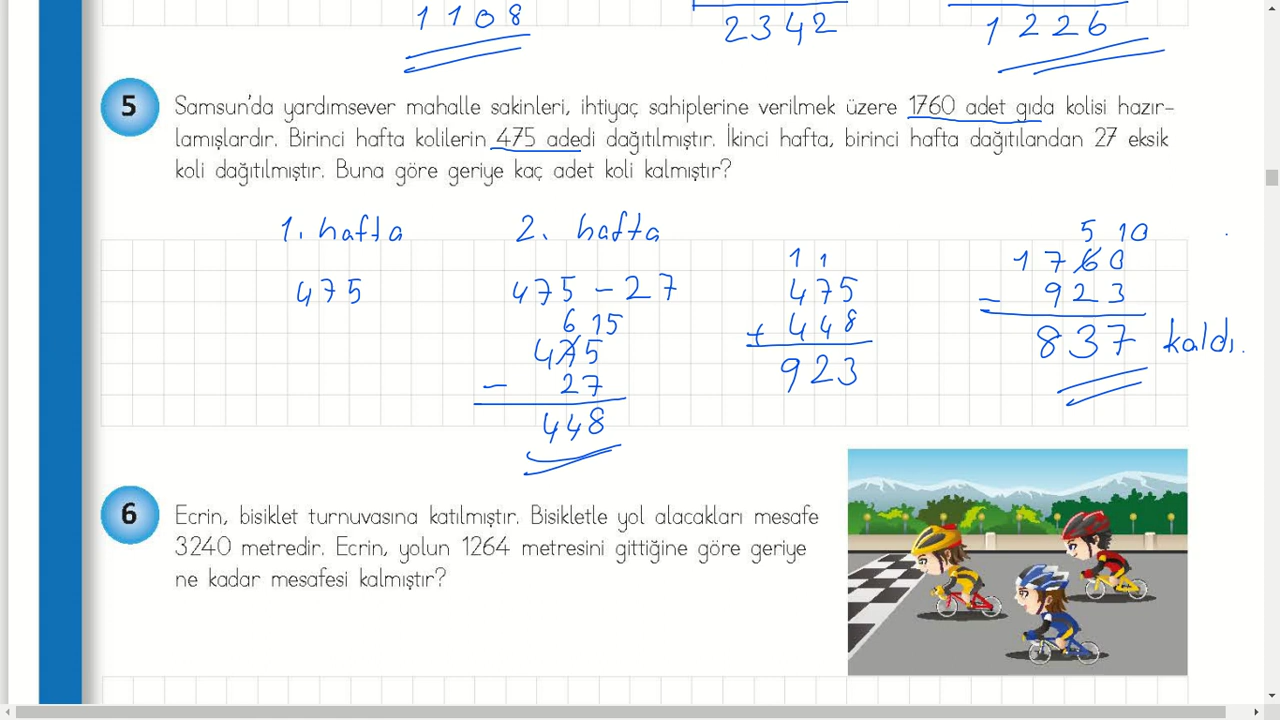 1108
2342
1226
5
Samsun'da yardımsever mahalle sakinleri, ihtiyaç sahiplerine verilmek üzere 1760 adet gıda kolisi hazır-
lamışlardır. Birinci hafta kolilerin 475 adedi dağıtılmıştır. İkinci hafta, birinci hafta dağıtılandan 27 eksik
koli dağıtılmıştır. Buna göre geriye kaç adet koli kalmıştır?
1. hafta
475
2. hafta
475 - 27
6 15
475
- 27
448
1 1
475
+ 448
923
5 10
1760
- 923
837 kaldı.
6
Ecrin, bisiklet turnuvasına katılmıştır. Bisikletle yol alacakları mesafe
3240 metredir. Ecrin, yolun 1264 metresini gittiğine göre geriye
ne kadar mesafesi kalmıştır?